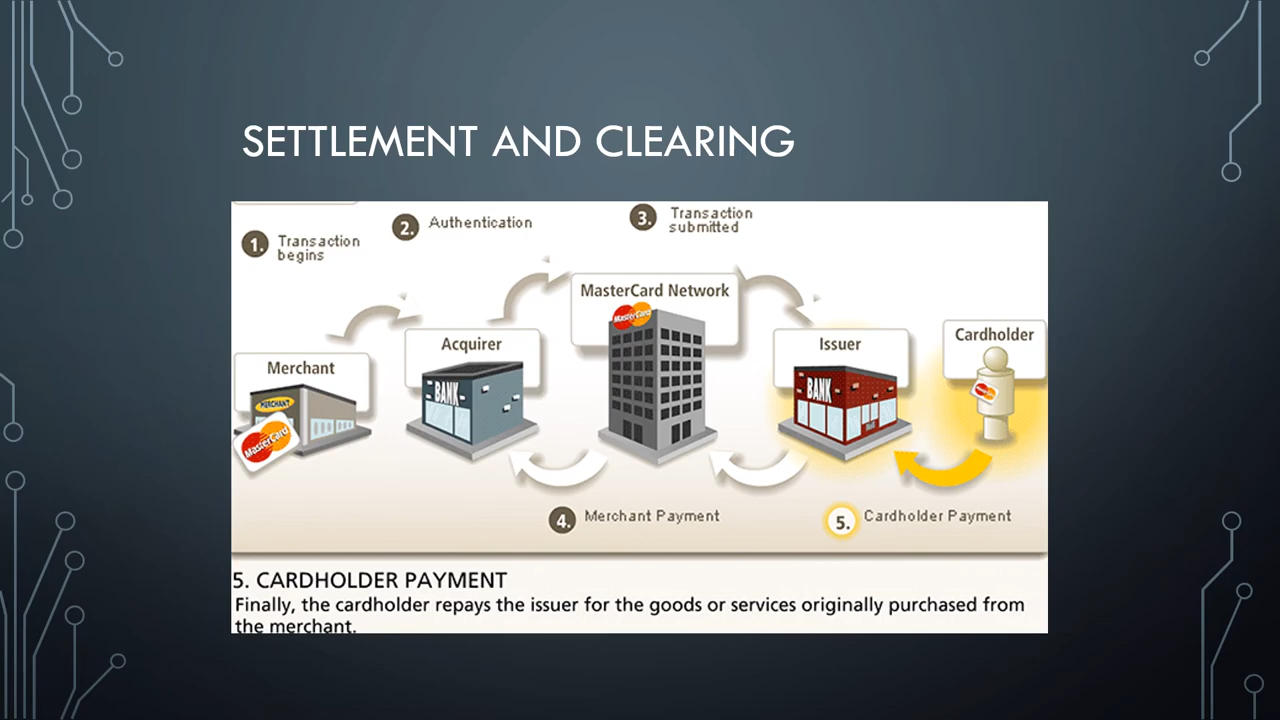 SETTLEMENT AND CLEARING
1. Transaction
begins
2. Authentication
3. Transaction
submitted
MasterCard Network
MasterCard
Acquirer
BANK
Issuer
BANK
Cardholder
Merchant
MERCHANT
MasterCard
4. Merchant Payment
5. Cardholder Payment
5. CARDHOLDER PAYMENT
Finally, the cardholder repays the issuer for the goods or services originally purchased from
the merchant.